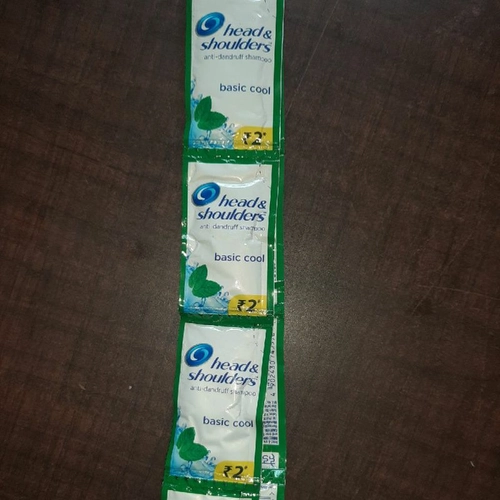 head &
shoulders
anti-dandruff shampoo
basic cool
₹2*
head &
shoulders
anti-dandruff shampoo
basic cool
₹2*
head &
shoulders
anti-dandruff shampoo
basic cool
₹2*